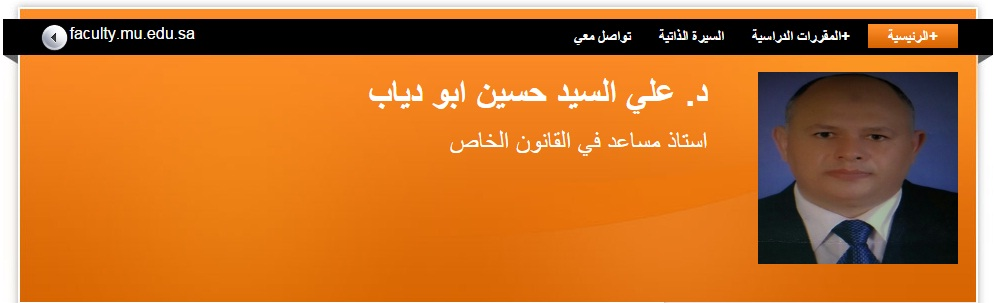 +الرئيسية +المقررات الدراسية السيرة الذاتية تواصل معي faculty.mu.edu.sa
د. علي السيد حسين ابو دياب
استاذ مساعد في القانون الخاص